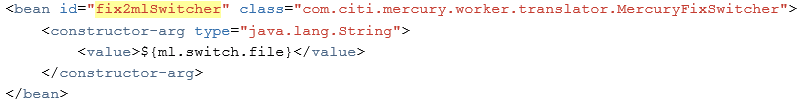 <bean id="fix2mlSwitcher" class="com.citi.mercury.worker.translator.MercuryFixSwitcher">
    <constructor-arg type="java.lang.String">
        <value>${ml.switch.file}</value>
    </constructor-arg>
</bean>